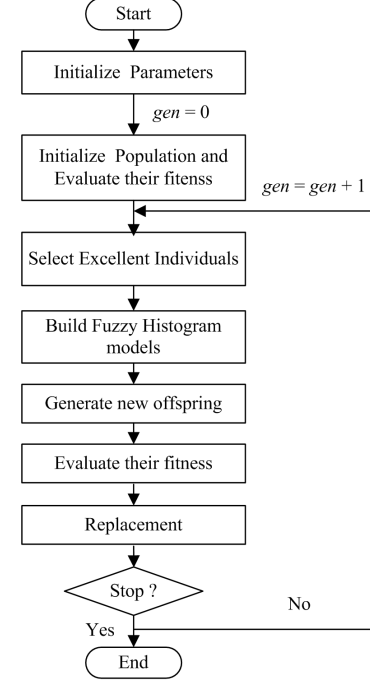 Start
Initialize Parameters
gen = 0
Initialize Population and
Evaluate their fitenss
gen = gen + 1
Select Excellent Individuals
Build Fuzzy Histogram
models
Generate new offspring
Evaluate their fitness
Replacement
Stop ?
No
Yes
End